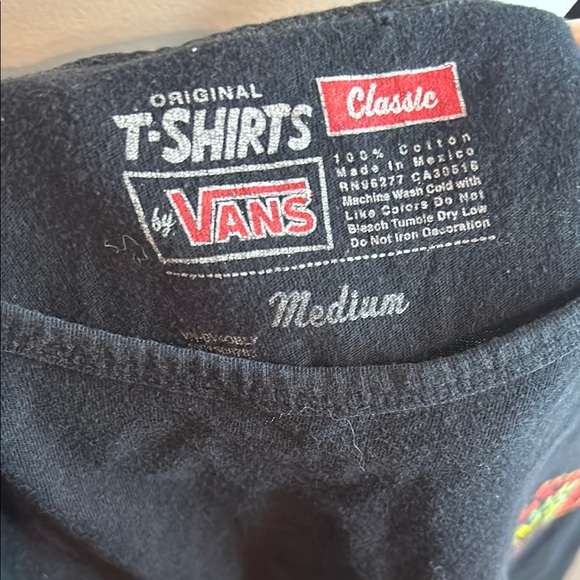 ORIGINAL
T-SHIRTS
by VANS
Classic
100% Cotton
Made In Mexico
RN96277 CA30516
Machine Wash Cold with
Like Colors Do Not
Bleach Tumble Dry Low
Do Not Iron Decoration
Medium